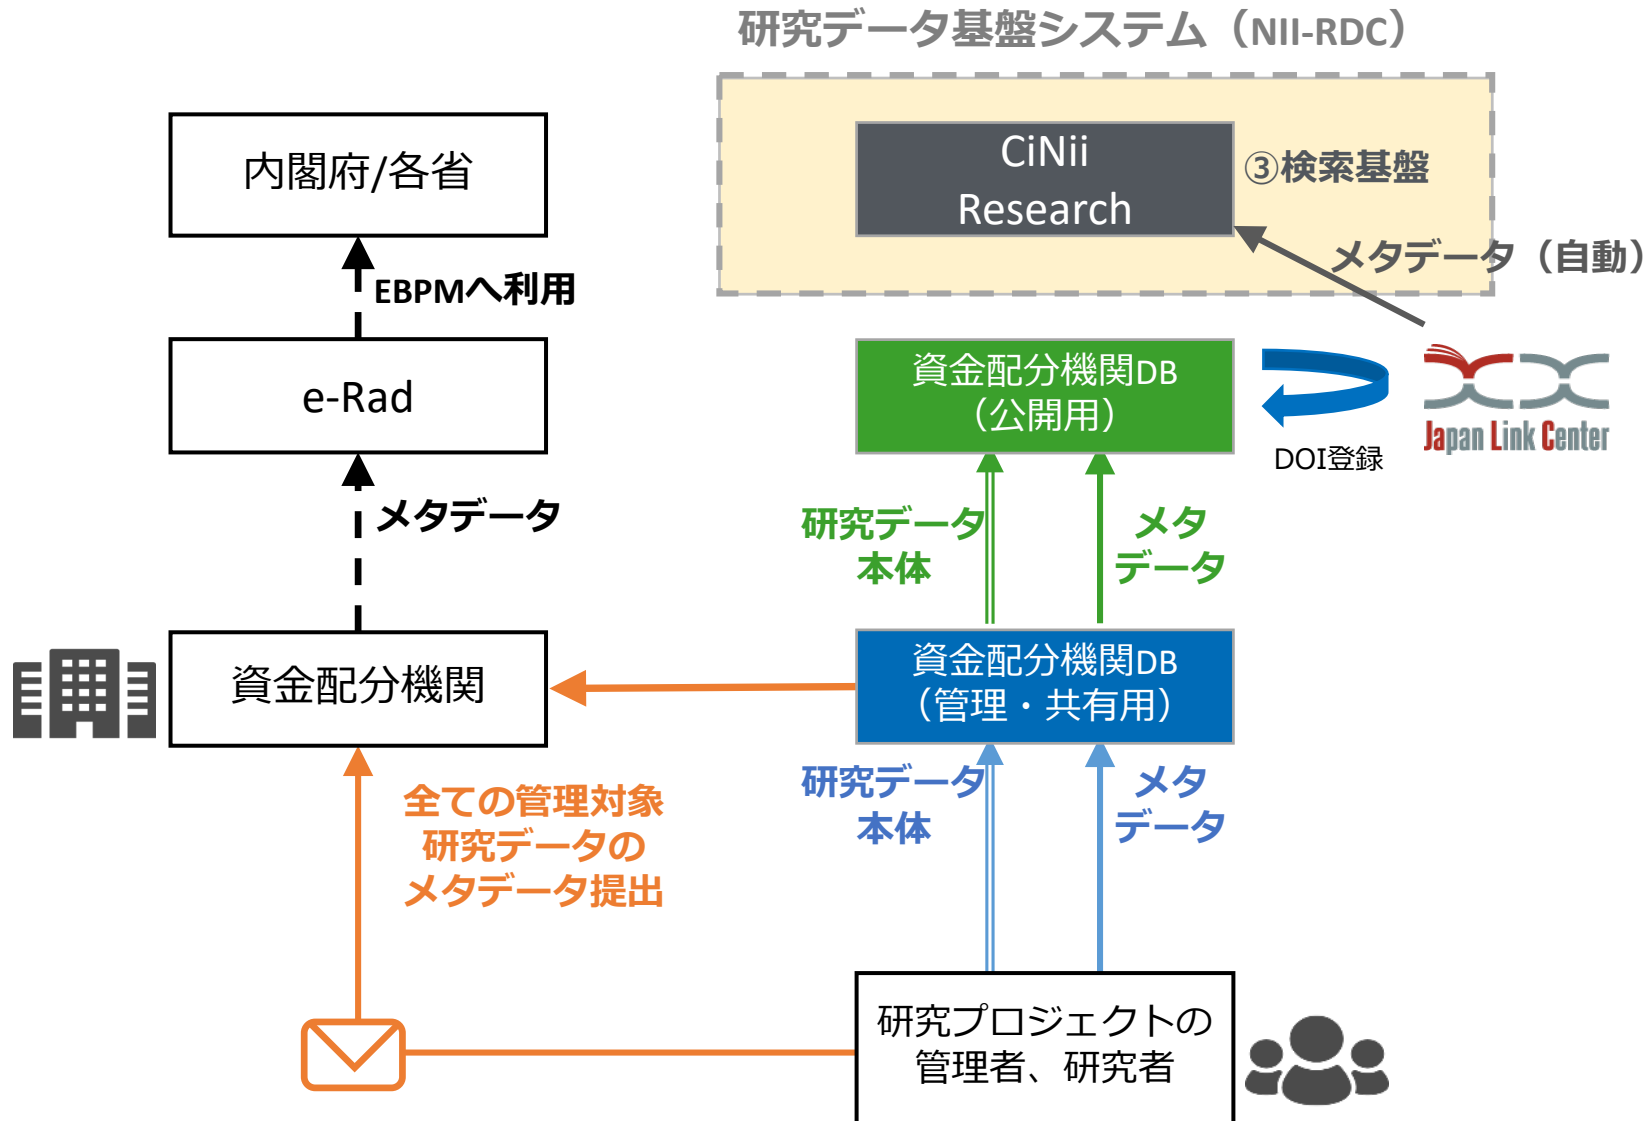 研究データ基盤システム（NII-RDC）
内閣府/各省
CiNii
Research
③検索基盤
メタデータ（自動）
EBPMへ利用
e-Rad
資金配分機関DB
（公開用）
DOI登録
Japan Link Center
メタデータ
研究データ
本体
メタ
データ
資金配分機関
資金配分機関DB
（管理・共有用）
全ての管理対象
研究データの
メタデータ提出
研究データ
本体
メタ
データ
研究プロジェクトの
管理者、研究者